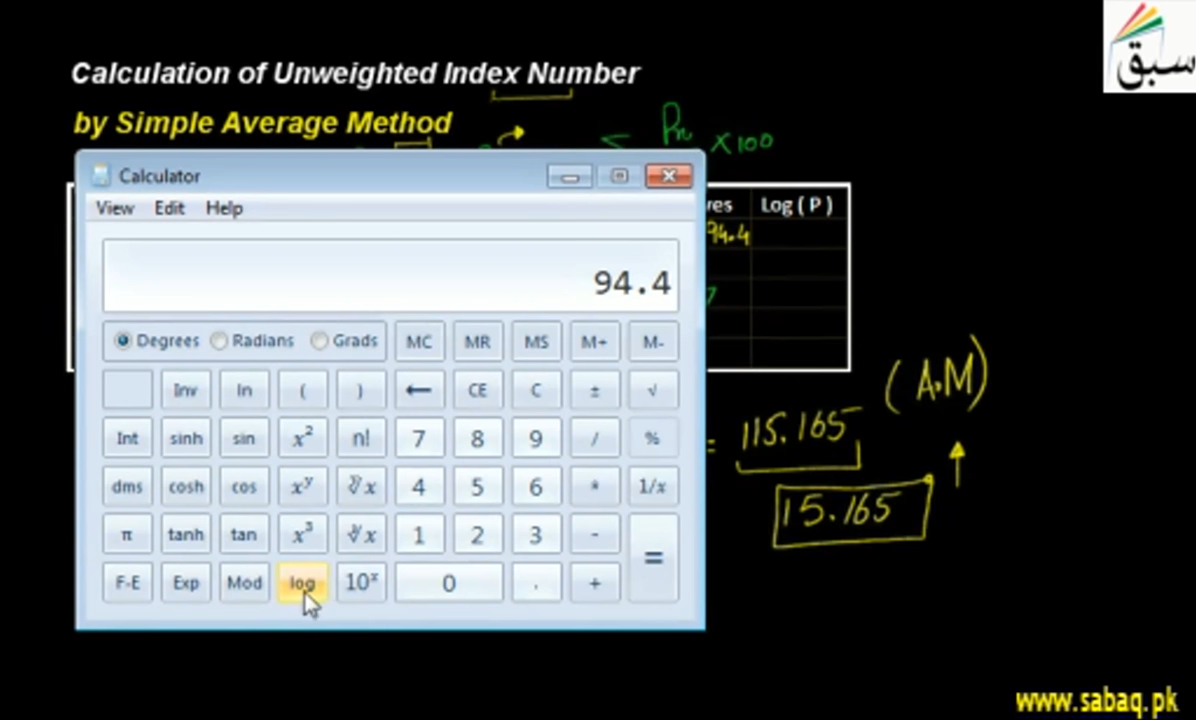 سبق
Calculation of Unweighted Index Number
by Simple Average Method
Pn × 100
Calculator
View Edit Help
94.4
Degrees Radians Grads MC MR MS M+ M-
Inv ln ( ) ← CE C ± √
Int sinh sin x² n! 7 8 9 / %
dms cosh cos xʸ ʸ√x 4 5 6 * 1/x
π tanh tan x³ ³√x 1 2 3 - =
F-E Exp Mod log 10ˣ 0 . +
Log ( P )
94.4
7
= 115.165 (A.M)
15.165
www.sabaq.pk